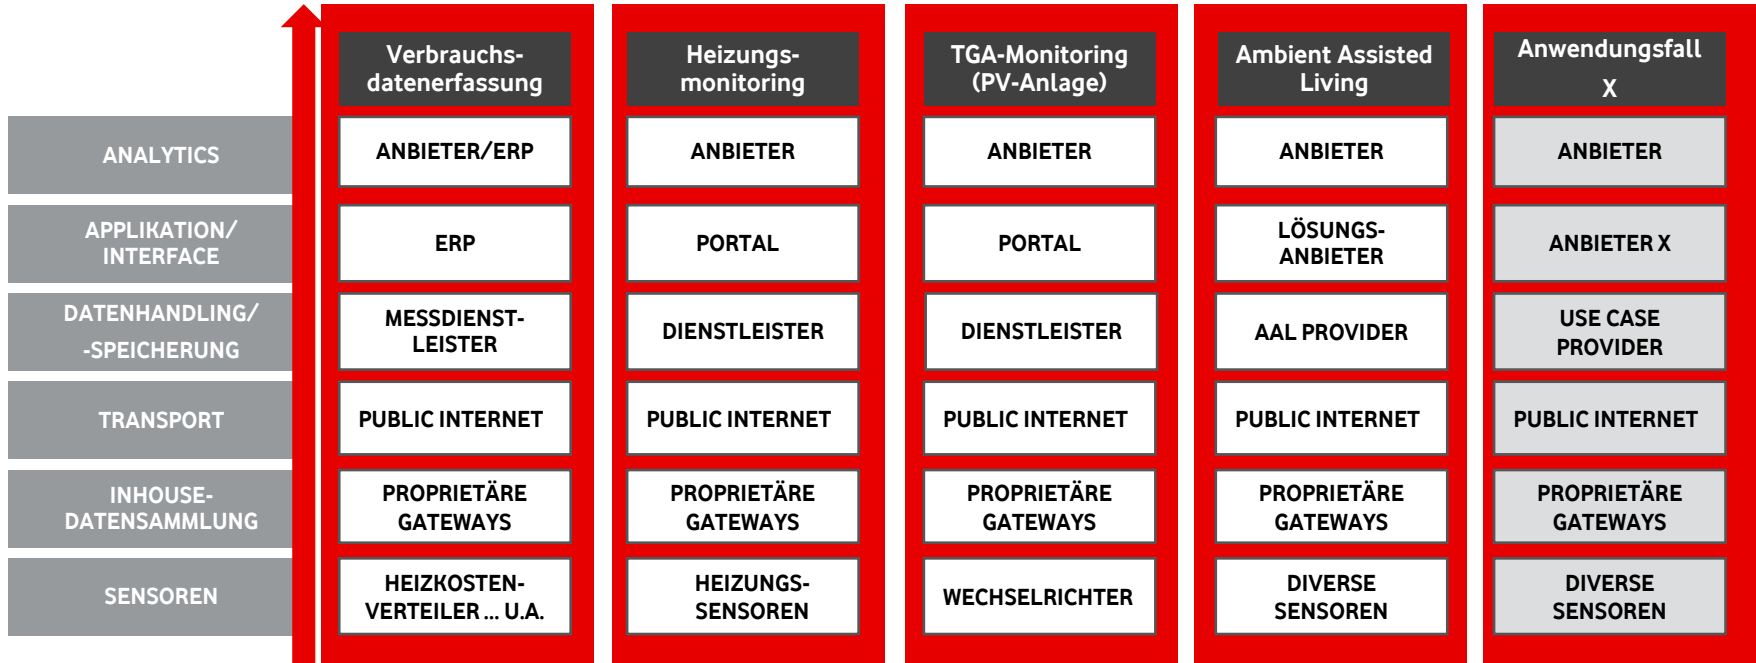 Verbrauchs-
datenerfassung
Heizungs-
monitoring
TGA-Monitoring
(PV-Anlage)
Ambient Assisted
Living
Anwendungsfall
X
ANALYTICS
ANBIETER/ERP
ANBIETER
ANBIETER
ANBIETER
ANBIETER
APPLIKATION/
INTERFACE
ERP
PORTAL
PORTAL
LÖSUNGS-
ANBIETER
ANBIETER X
DATENHANDLING/
-SPEICHERUNG
MESSDIENST-
LEISTER
DIENSTLEISTER
DIENSTLEISTER
AAL PROVIDER
USE CASE
PROVIDER
TRANSPORT
PUBLIC INTERNET
PUBLIC INTERNET
PUBLIC INTERNET
PUBLIC INTERNET
PUBLIC INTERNET
INHOUSE-
DATENSAMMLUNG
PROPRIETÄRE
GATEWAYS
PROPRIETÄRE
GATEWAYS
PROPRIETÄRE
GATEWAYS
PROPRIETÄRE
GATEWAYS
PROPRIETÄRE
GATEWAYS
SENSOREN
HEIZKOSTEN-
VERTEILER ... U.A.
HEIZUNGS-
SENSOREN
WECHSELRICHTER
DIVERSE
SENSOREN
DIVERSE
SENSOREN